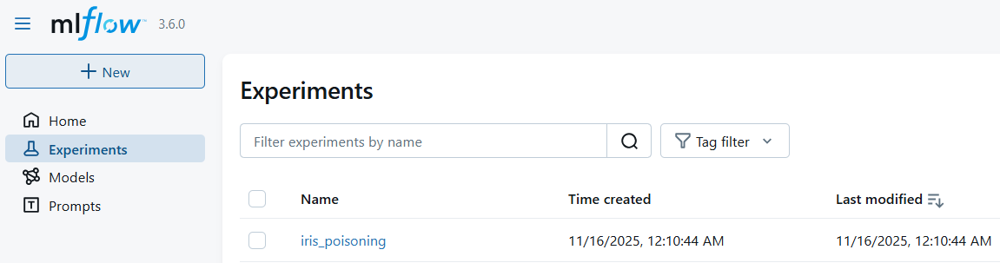 mlflow™ 3.6.0
New
Home
Experiments
Models
Prompts
Experiments
Filter experiments by name
Tag filter
Name Time created Last modified
iris_poisoning 11/16/2025, 12:10:44 AM 11/16/2025, 12:10:44 AM